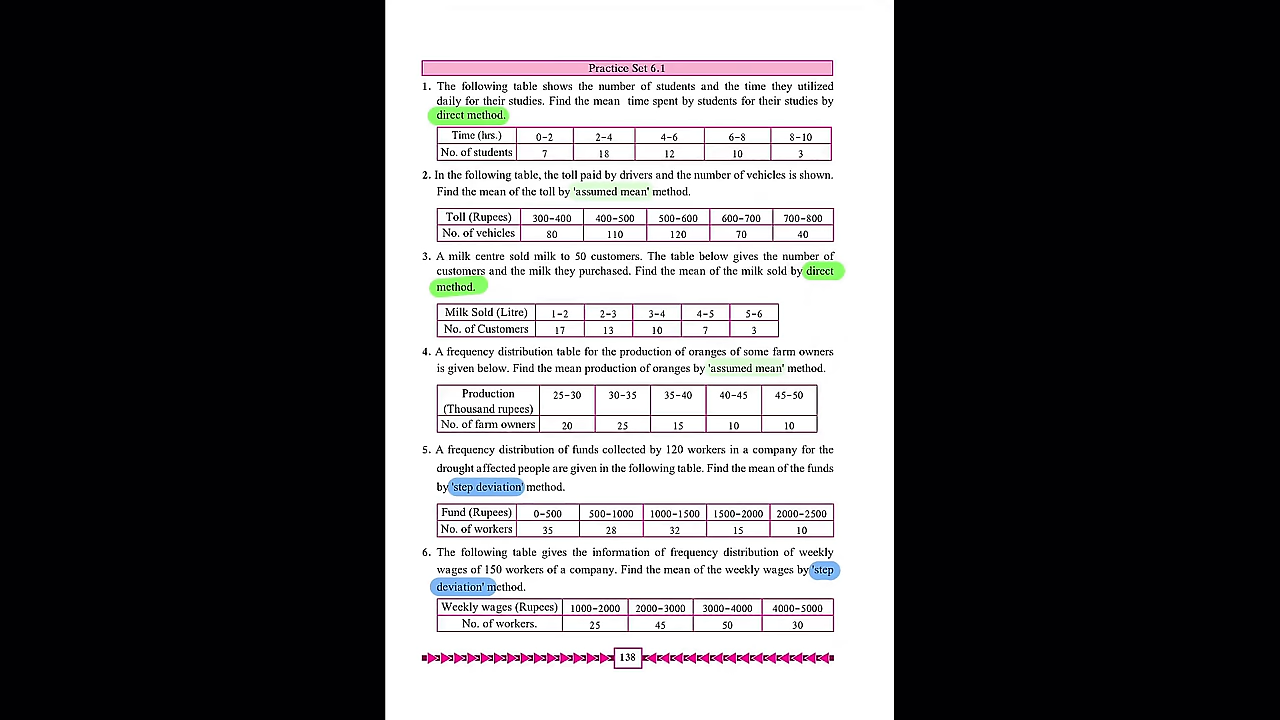 Practice Set 6.1
1. The following table shows the number of students and the time they utilized
daily for their studies. Find the mean time spent by students for their studies by
direct method.
Time (hrs.) 0-2 2-4 4-6 6-8 8-10
No. of students 7 18 12 10 3
2. In the following table, the toll paid by drivers and the number of vehicles is shown.
Find the mean of the toll by 'assumed mean' method.
Toll (Rupees) 300-400 400-500 500-600 600-700 700-800
No. of vehicles 80 110 120 70 40
3. A milk centre sold milk to 50 customers. The table below gives the number of
customers and the milk they purchased. Find the mean of the milk sold by direct
method.
Milk Sold (Litre) 1-2 2-3 3-4 4-5 5-6
No. of Customers 17 13 10 7 3
4. A frequency distribution table for the production of oranges of some farm owners
is given below. Find the mean production of oranges by 'assumed mean' method.
Production 25-30 30-35 35-40 40-45 45-50
(Thousand rupees)
No. of farm owners 20 25 15 10 10
5. A frequency distribution of funds collected by 120 workers in a company for the
drought affected people are given in the following table. Find the mean of the funds
by 'step deviation' method.
Fund (Rupees) 0-500 500-1000 1000-1500 1500-2000 2000-2500
No. of workers 35 28 32 15 10
6. The following table gives the information of frequency distribution of weekly
wages of 150 workers of a company. Find the mean of the weekly wages by 'step
deviation' method.
Weekly wages (Rupees) 1000-2000 2000-3000 3000-4000 4000-5000
No. of workers. 25 45 50 30
138